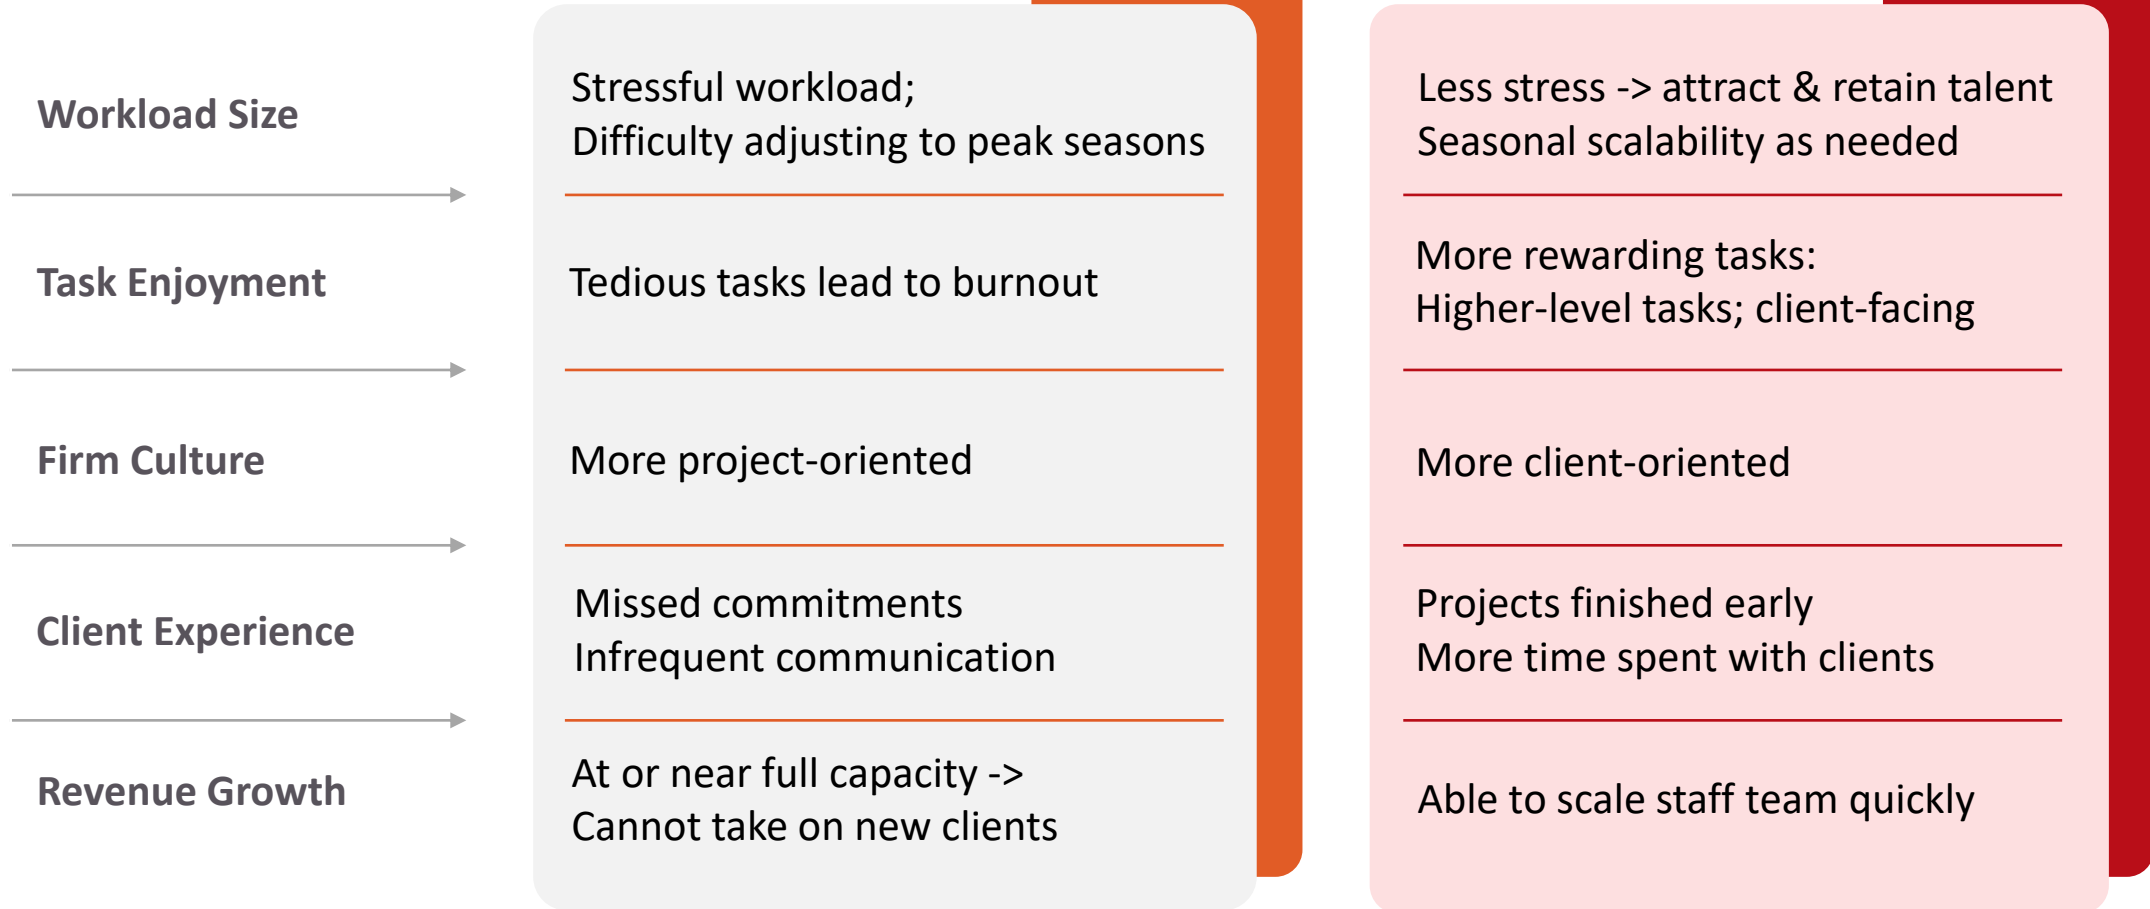 Workload Size
Stressful workload;
Difficulty adjusting to peak seasons
Less stress -> attract & retain talent
Seasonal scalability as needed
Task Enjoyment
Tedious tasks lead to burnout
More rewarding tasks:
Higher-level tasks; client-facing
Firm Culture
More project-oriented
More client-oriented
Client Experience
Missed commitments
Infrequent communication
Projects finished early
More time spent with clients
Revenue Growth
At or near full capacity ->
Cannot take on new clients
Able to scale staff team quickly